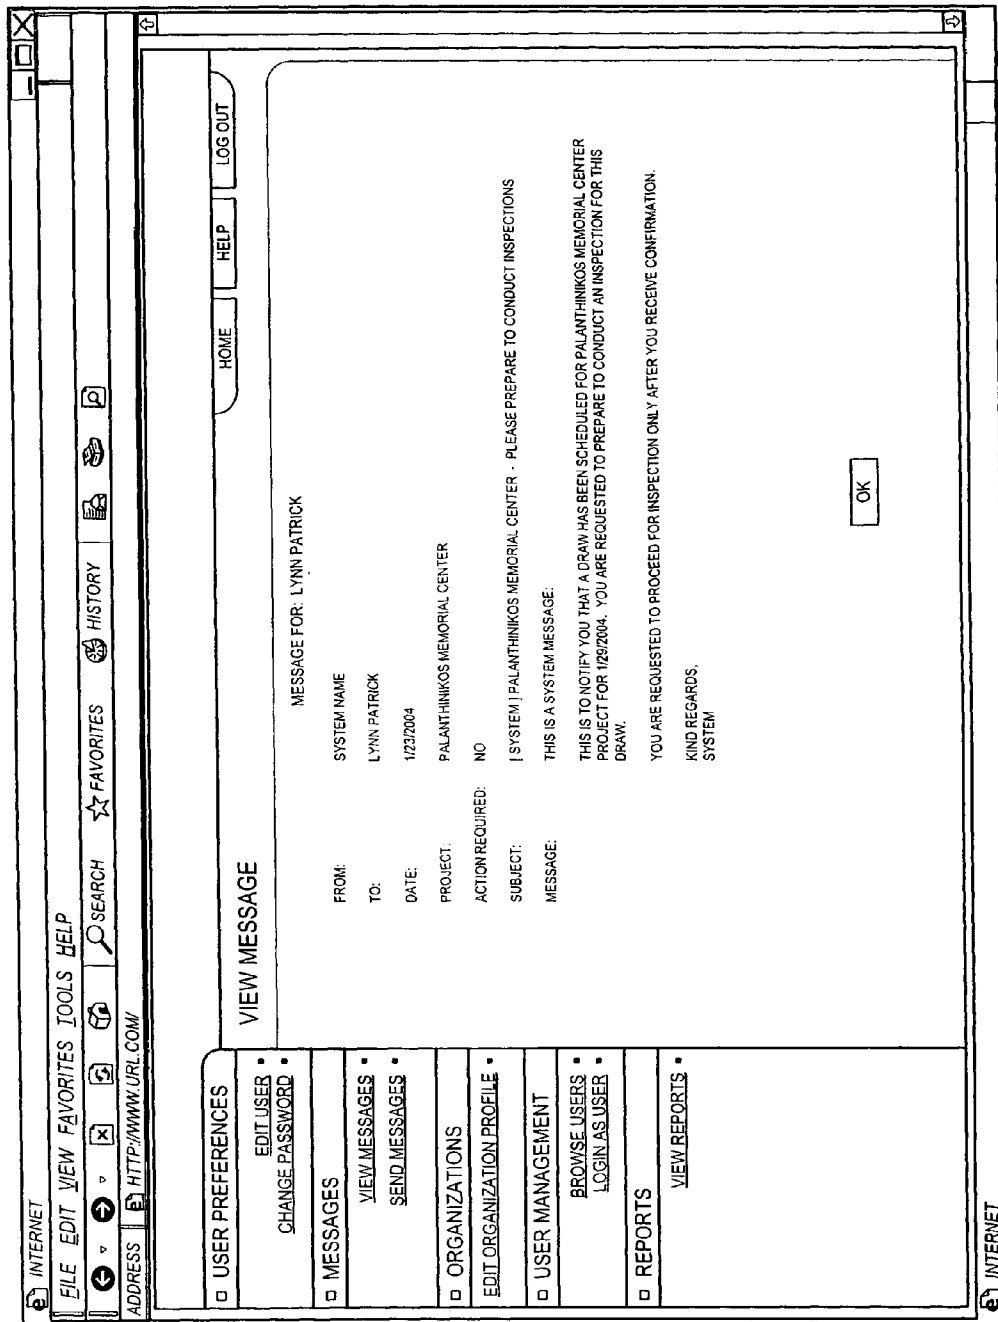 INTERNET
FILE EDIT VIEW FAVORITES TOOLS HELP
SEARCH FAVORITES HISTORY
ADDRESS HTTP://WWW.URL.COM/
HOME HELP LOG OUT
USER PREFERENCES
EDIT USER
CHANGE PASSWORD
MESSAGES
VIEW MESSAGES
SEND MESSAGES
ORGANIZATIONS
EDIT ORGANIZATION PROFILE
USER MANAGEMENT
BROWSE USERS
LOGIN AS USER
REPORTS
VIEW REPORTS
VIEW MESSAGE
MESSAGE FOR: LYNN PATRICK
FROM: SYSTEM NAME
TO: LYNN PATRICK
DATE: 1/23/2004
PROJECT: PALANTHINIKOS MEMORIAL CENTER
ACTION REQUIRED: NO
SUBJECT: [ SYSTEM ] PALANTHINIKOS MEMORIAL CENTER - PLEASE PREPARE TO CONDUCT INSPECTIONS
MESSAGE: THIS IS A SYSTEM MESSAGE:
THIS IS TO NOTIFY YOU THAT A DRAW HAS BEEN SCHEDULED FOR PALANTHINIKOS MEMORIAL CENTER
PROJECT FOR 1/29/2004. YOU ARE REQUESTED TO PREPARE TO CONDUCT AN INSPECTION FOR THIS
DRAW.
YOU ARE REQUESTED TO PROCEED FOR INSPECTION ONLY AFTER YOU RECEIVE CONFIRMATION.
KIND REGARDS,
SYSTEM
OK
INTERNET